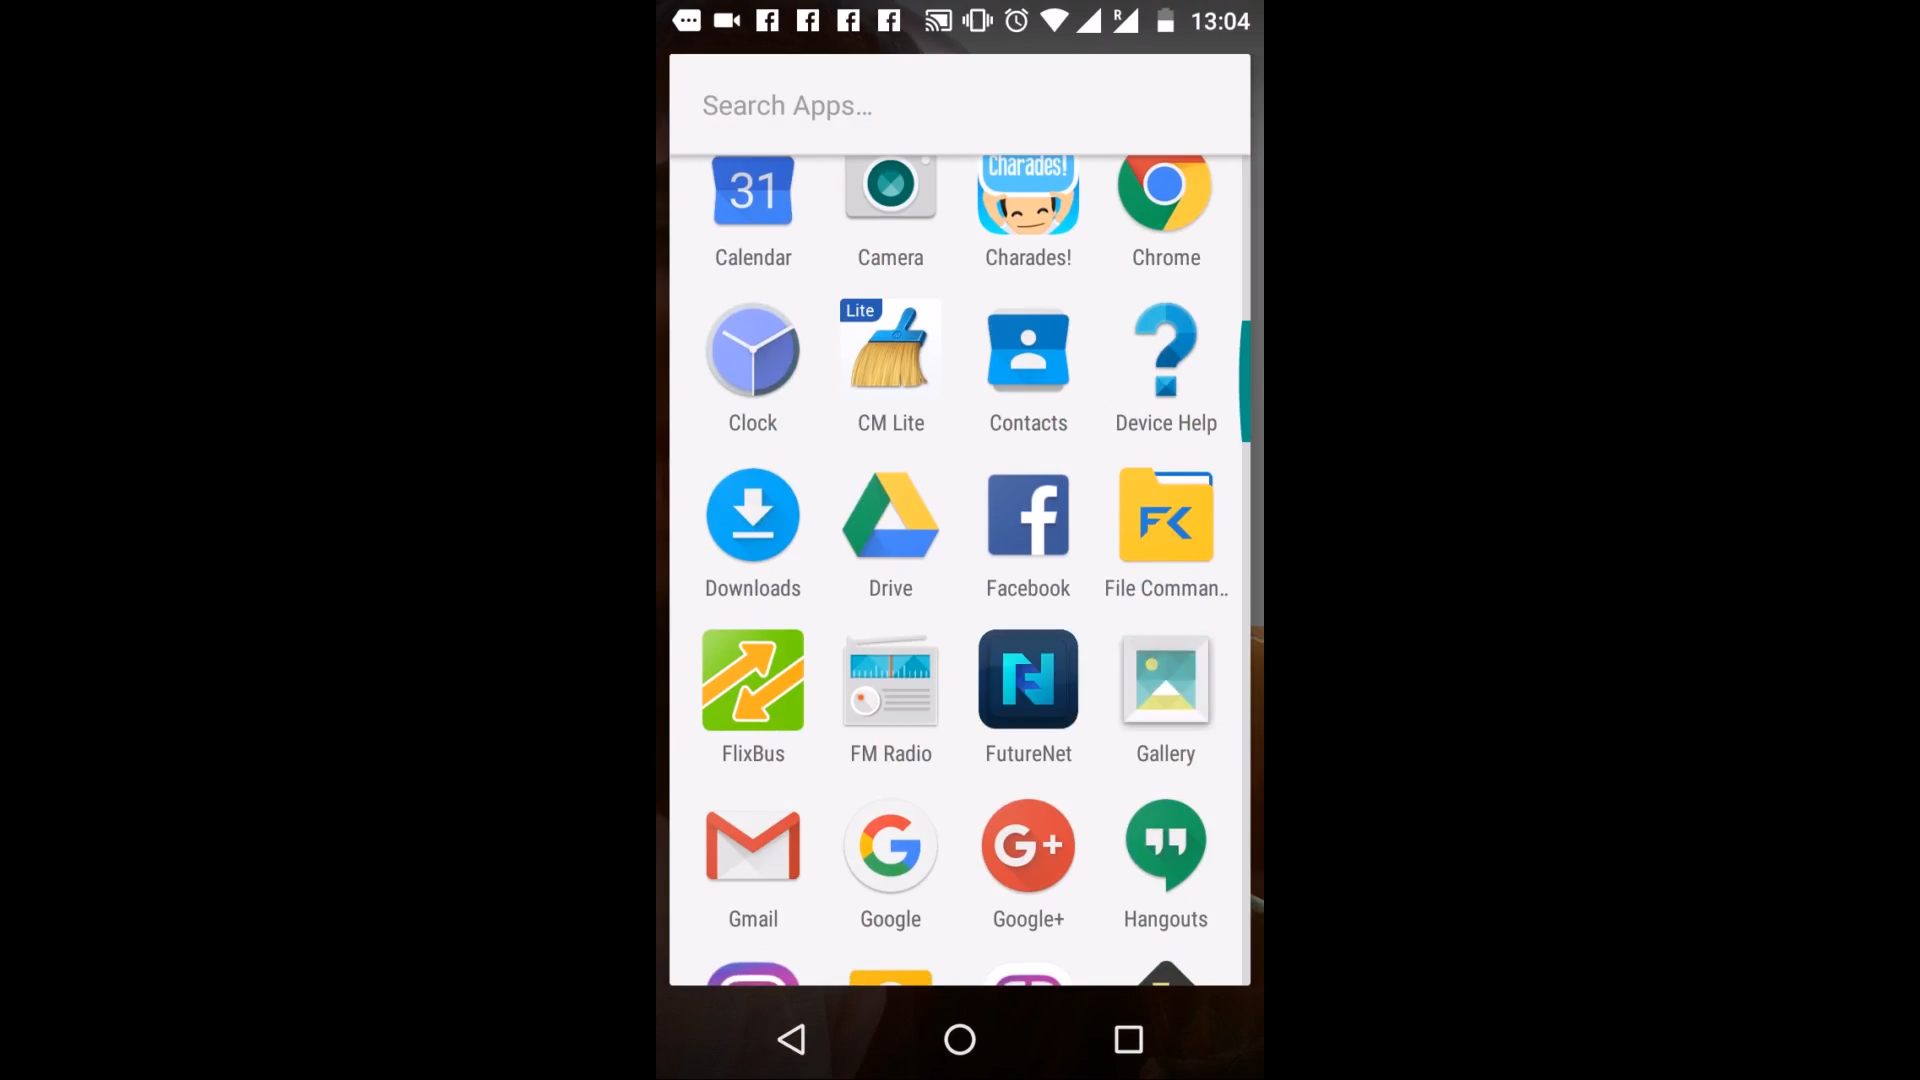 R 13:04
Search Apps...
31 Charades!
Calendar Camera Charades! Chrome
Lite
Clock CM Lite Contacts Device Help
Downloads Drive Facebook File Comman..
FlixBus FM Radio FutureNet Gallery
G G+
Gmail Google Google+ Hangouts